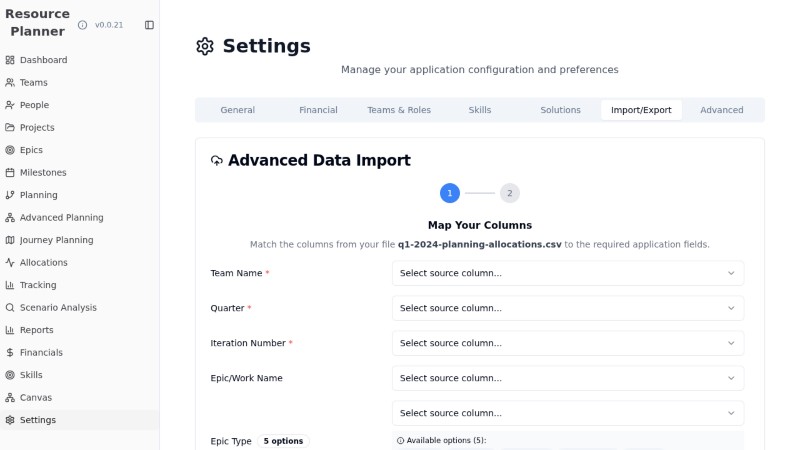 Resource
Planner
v0.0.21
Dashboard
Teams
People
Projects
Epics
Milestones
Planning
Advanced Planning
Journey Planning
Allocations
Tracking
Scenario Analysis
Reports
Financials
Skills
Canvas
Settings
Settings
Manage your application configuration and preferences
General Financial Teams & Roles Skills Solutions Import/Export Advanced
Advanced Data Import
1 2
Map Your Columns
Match the columns from your file q1-2024-planning-allocations.csv to the required application fields.
Team Name * Select source column...
Quarter * Select source column...
Iteration Number * Select source column...
Epic/Work Name Select source column...
Select source column...
Epic Type 5 options Available options (5):